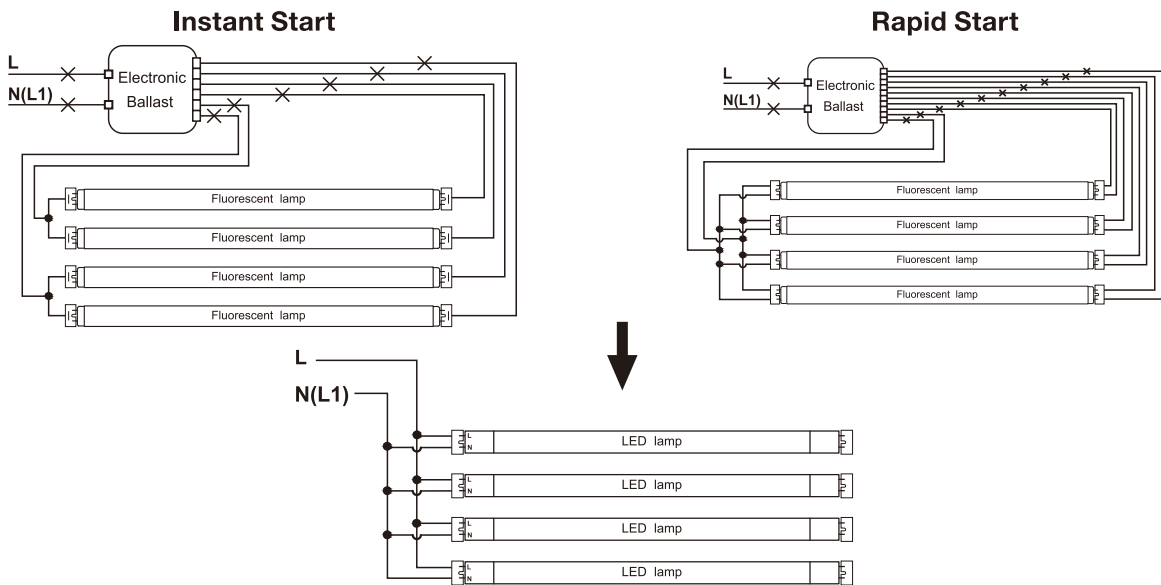 Instant Start
L
N(L1)
Electronic
Ballast
Fluorescent lamp
Fluorescent lamp
Fluorescent lamp
Fluorescent lamp
Rapid Start
L
N(L1)
Electronic
Ballast
Fluorescent lamp
Fluorescent lamp
Fluorescent lamp
Fluorescent lamp
L
N(L1)
L
N
LED lamp
L
N
LED lamp
L
N
LED lamp
L
N
LED lamp